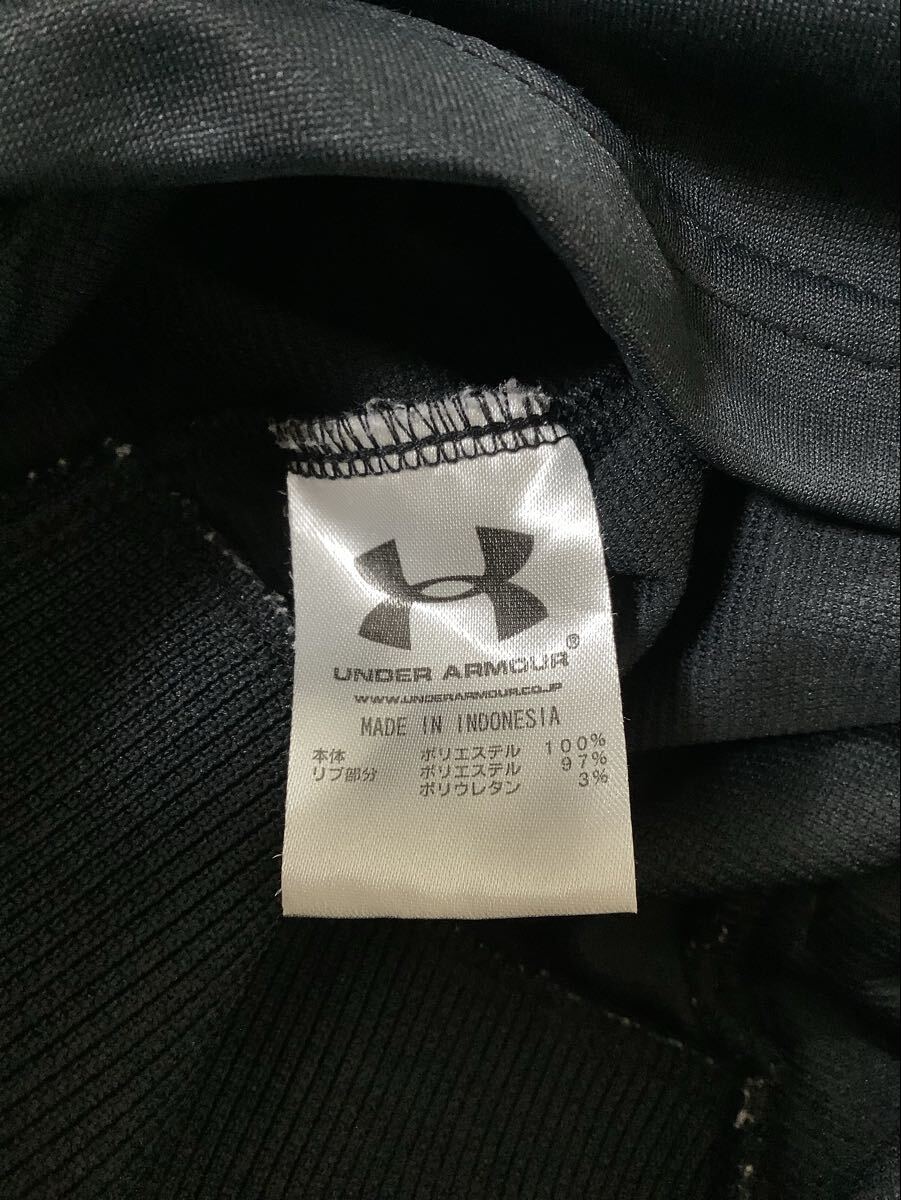 UNDER ARMOUR®
WWW.UNDERARMOUR.CO.JP
MADE IN INDONESIA
本体 ポリエステル 100%
リブ部分 ポリエステル 97%
ポリウレタン 3%